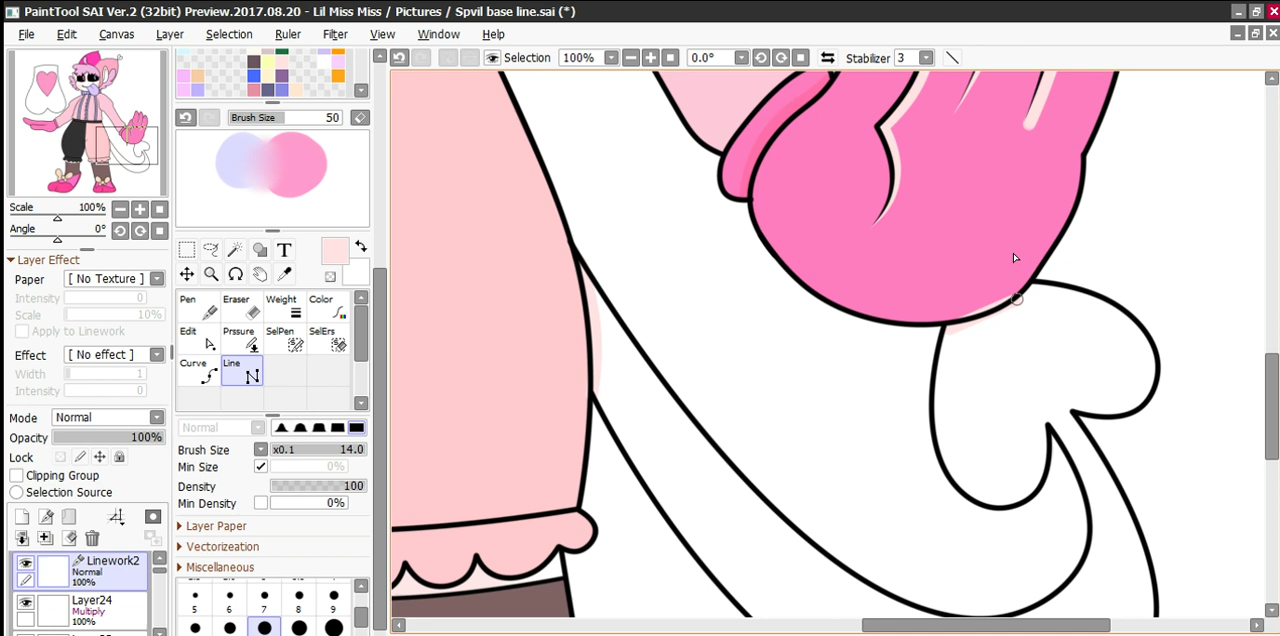 PaintTool SAI Ver.2 (32bit) Preview.2017.08.20 - Lil Miss Miss / Pictures / Spvil base line.sai (*)
File Edit Canvas Layer Selection Ruler Filter View Window Help
Selection 100% 0.0° Stabilizer 3
Brush Size 50
Scale 100%
Angle 0°
Layer Effect
Paper [ No Texture ]
Intensity 0
Scale 10%
Apply to Linework
Effect [ No effect ]
Width 1
Intensity 0
Mode Normal
Opacity 100%
Lock
Clipping Group
Selection Source
Linework2
Normal
100%
Layer24
Multiply
100%
T
Pen Eraser Weight Color
Edit Prssure SelPen SelErs
Curve Line
Normal
Brush Size x0.1 14.0
Min Size 0%
Density 100
Min Density 0%
Layer Paper
Vectorizeation
Miscellaneous
5 6 7 8 9